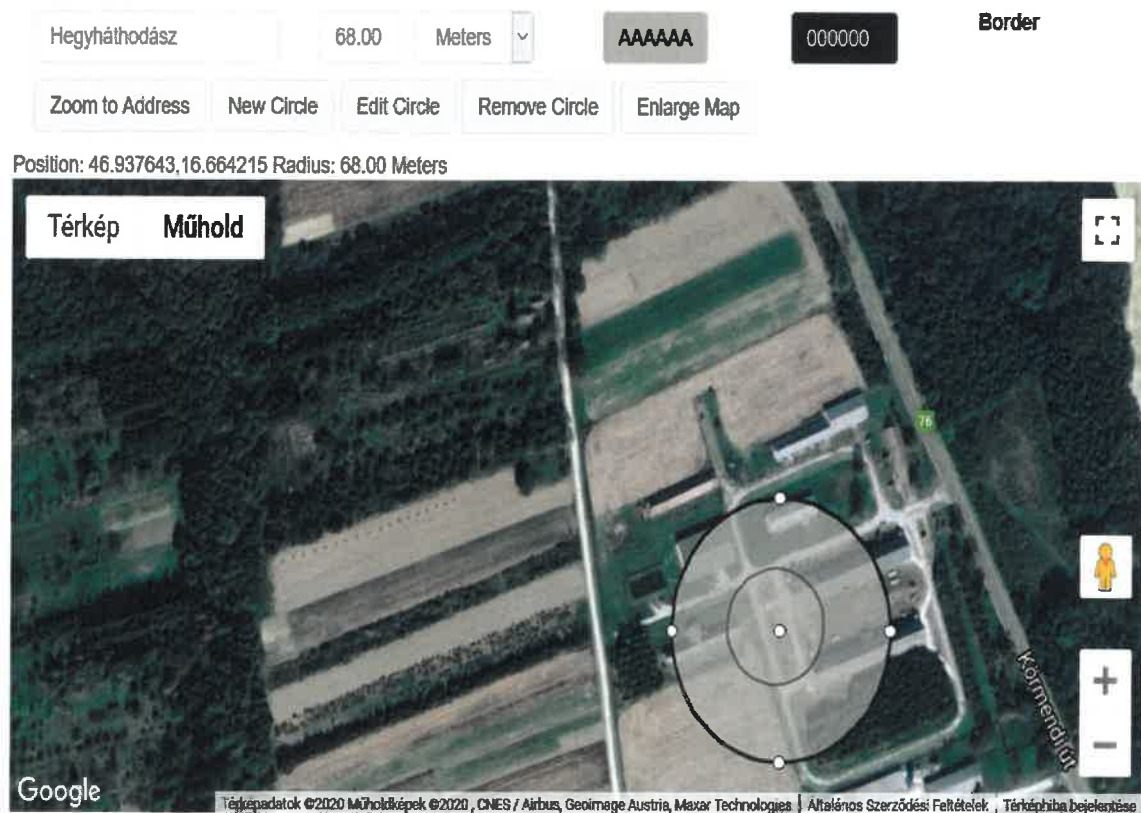 Hegyháthodász 68.00 Meters AAAAAA 000000 Border
Zoom to Address New Circle Edit Circle Remove Circle Enlarge Map
Position: 46.937643,16.664215 Radius: 68.00 Meters
Térkép Műhold
76
Körmendi út
Google
Térképadatok ©2020 Műholdképek ©2020 , CNES / Airbus, Geoimage Austria, Maxar Technologies Általános Szerződési Feltételek Térképhiba bejelentése